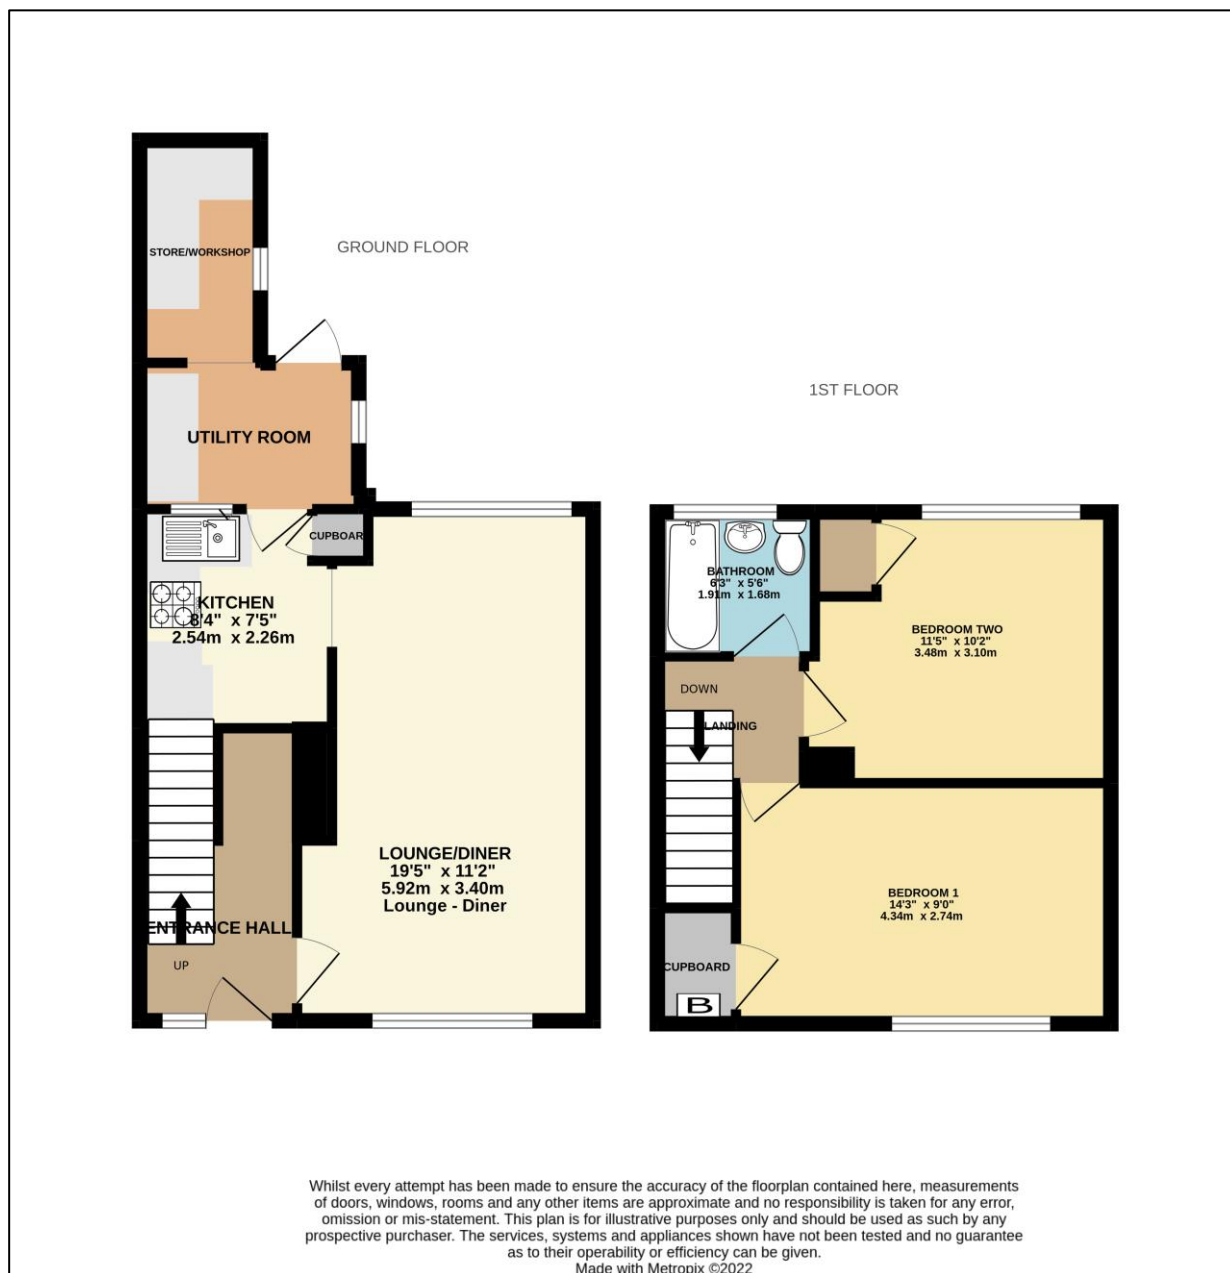 GROUND FLOOR
STORE/WORKSHOP
UTILITY ROOM
CUPBOAR
KITCHEN
8'4" x 7'5"
2.54m x 2.26m
LOUNGE/DINER
19'5" x 11'2"
5.92m x 3.40m
Lounge - Diner
ENTRANCE HALL
UP
1ST FLOOR
BATHROOM
6'3" x 5'6"
1.91m x 1.68m
BEDROOM TWO
11'5" x 10'2"
3.48m x 3.10m
DOWN
LANDING
BEDROOM 1
14'3" x 9'0"
4.34m x 2.74m
CUPBOARD
B
Whilst every attempt has been made to ensure the accuracy of the floorplan contained here, measurements
of doors, windows, rooms and any other items are approximate and no responsibility is taken for any error,
omission or mis-statement. This plan is for illustrative purposes only and should be used as such by any
prospective purchaser. The services, systems and appliances shown have not been tested and no guarantee
as to their operability or efficiency can be given.
Made with Metropix ©2022